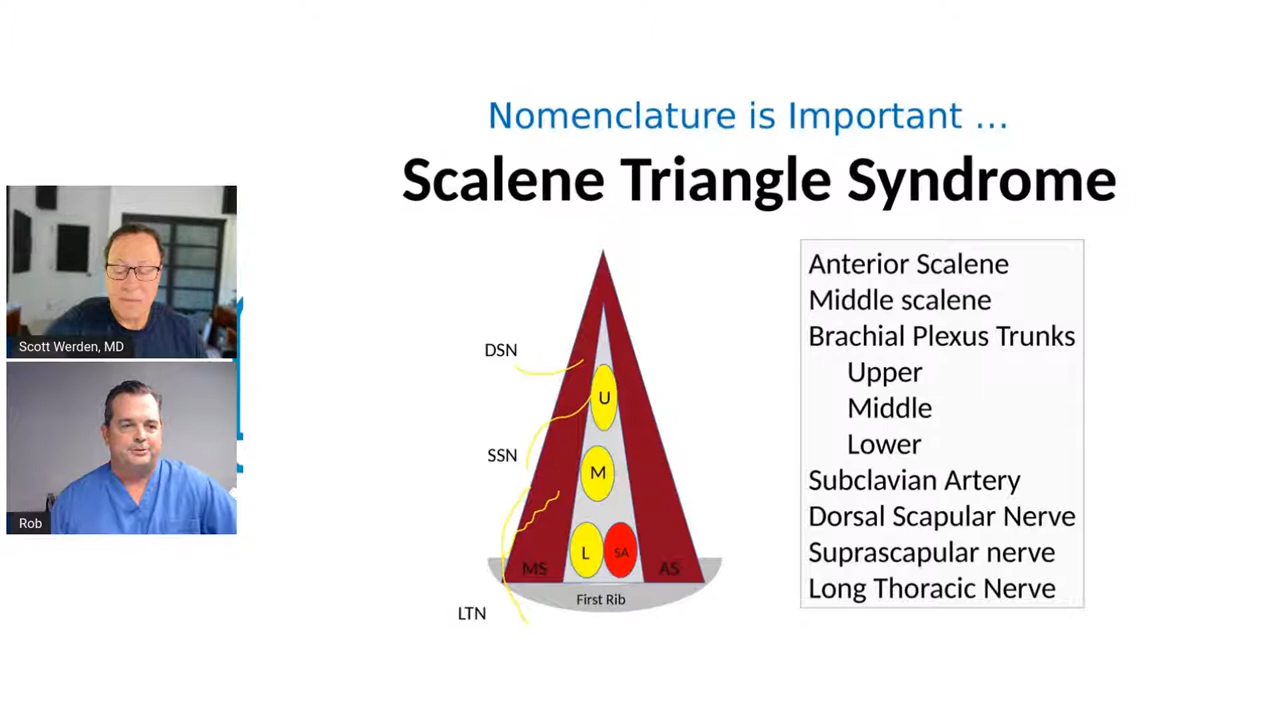 Nomenclature is Important ...
Scalene Triangle Syndrome
Scott Werden, MD
Rob
DSN
SSN
LTN
U
M
L
SA
MS
AS
First Rib
Anterior Scalene
Middle scalene
Brachial Plexus Trunks
Upper
Middle
Lower
Subclavian Artery
Dorsal Scapular Nerve
Suprascapular nerve
Long Thoracic Nerve